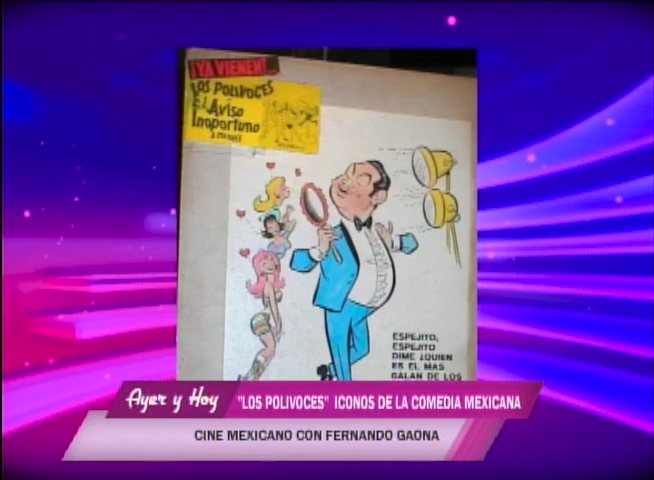 ¡YA VIENEN!
LOS POLIVOCES
EL AViso
Inoportuno
ESPEJITO,
ESPEJITO
DIME ¿QUIEN
ES EL MAS
GALAN DE LOS
Ayer y Hoy
"LOS POLIVOCES" ICONOS DE LA COMEDIA MEXICANA
CINE MEXICANO CON FERNANDO GAONA